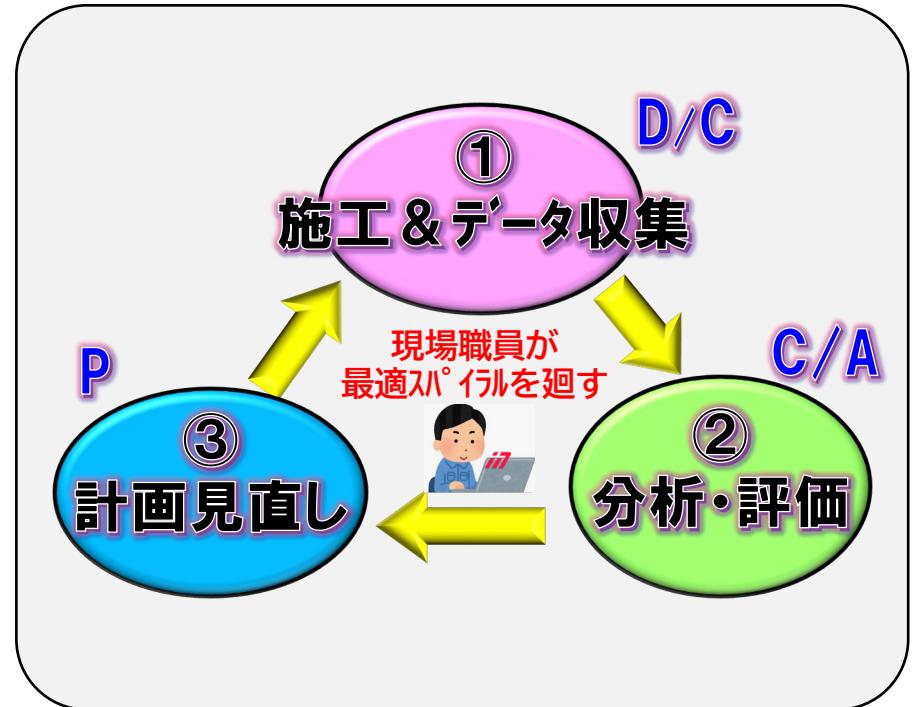 D/C
①
施工＆データ収集
現場職員が
最適ｽﾊﾟｲﾗﾙを廻す
C/A
②
分析・評価
P
③
計画見直し